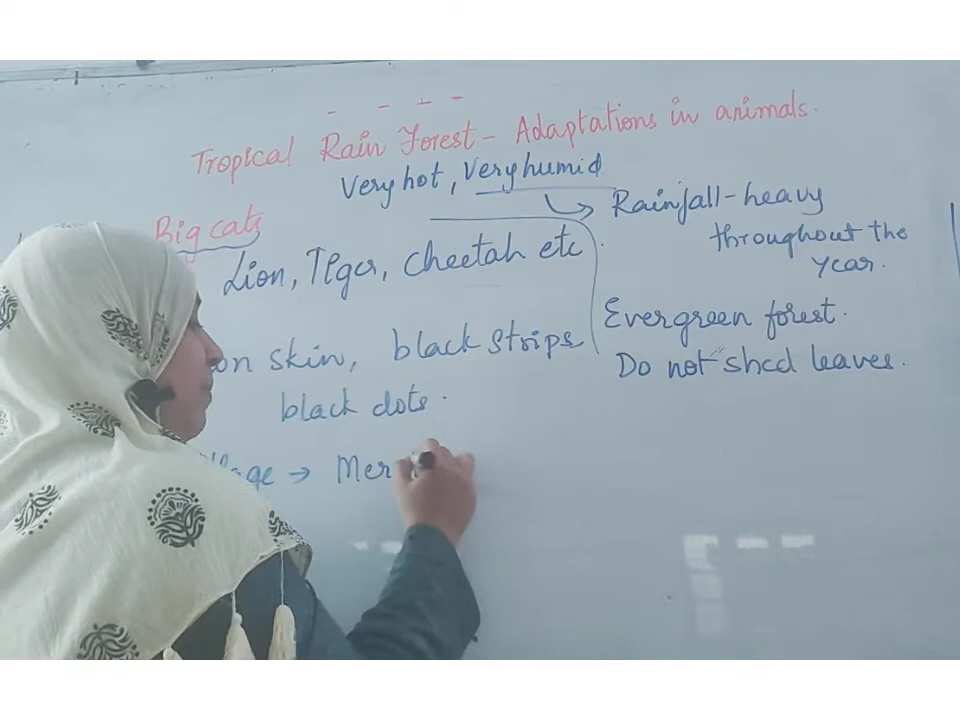 Tropical Rain Forest - Adaptations in animals.
Very hot, Very humid
Big cats
Lion, Tiger, Cheetah etc.
on skin, black strips
black dots.
→ Mer
Rainfall - heavy
throughout the
year.
Evergreen forest.
Do not shed leaves.